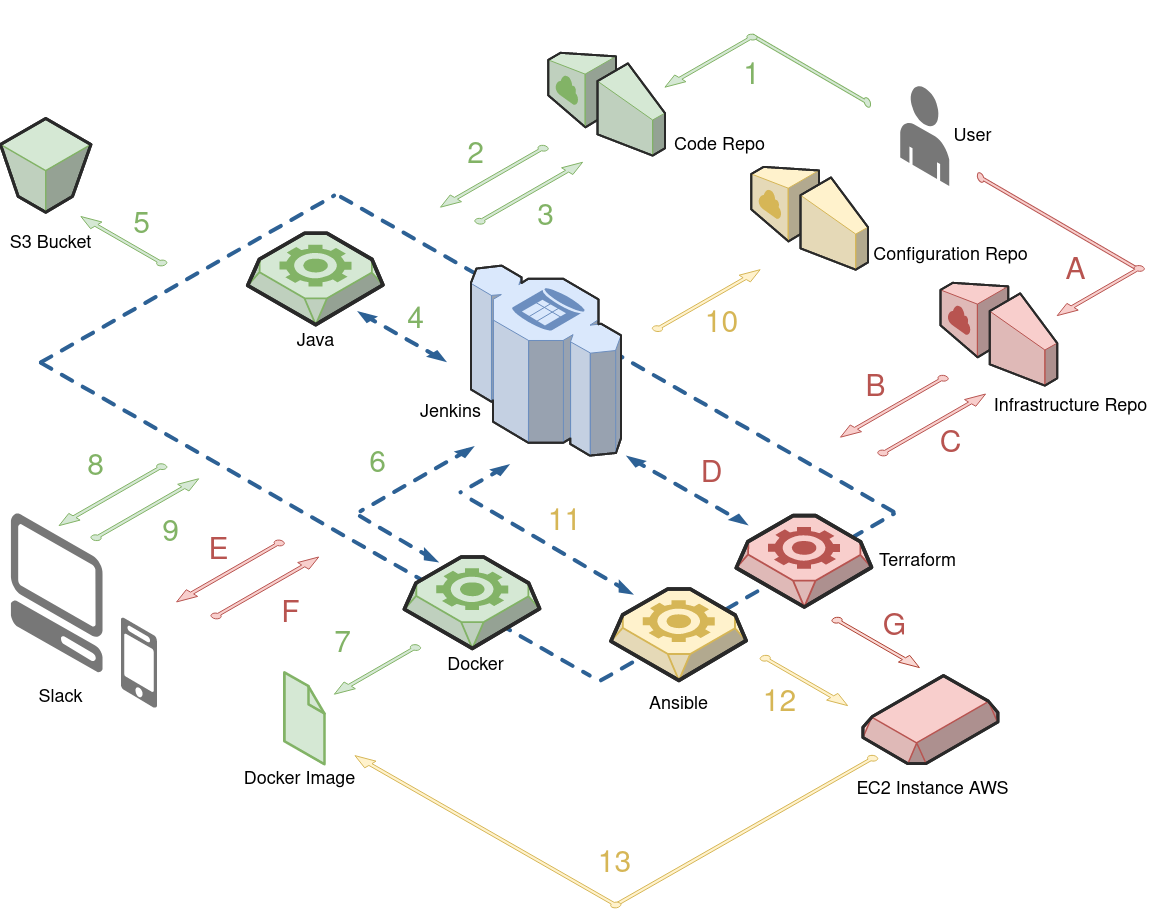 1
User
Code Repo
2
3
S3 Bucket
5
Configuration Repo
A
Java
4
10
Infrastructure Repo
Jenkins
B
C
6
D
8
9
11
E
F
Terraform
7
Docker
G
Slack
Ansible
12
Docker Image
EC2 Instance AWS
13